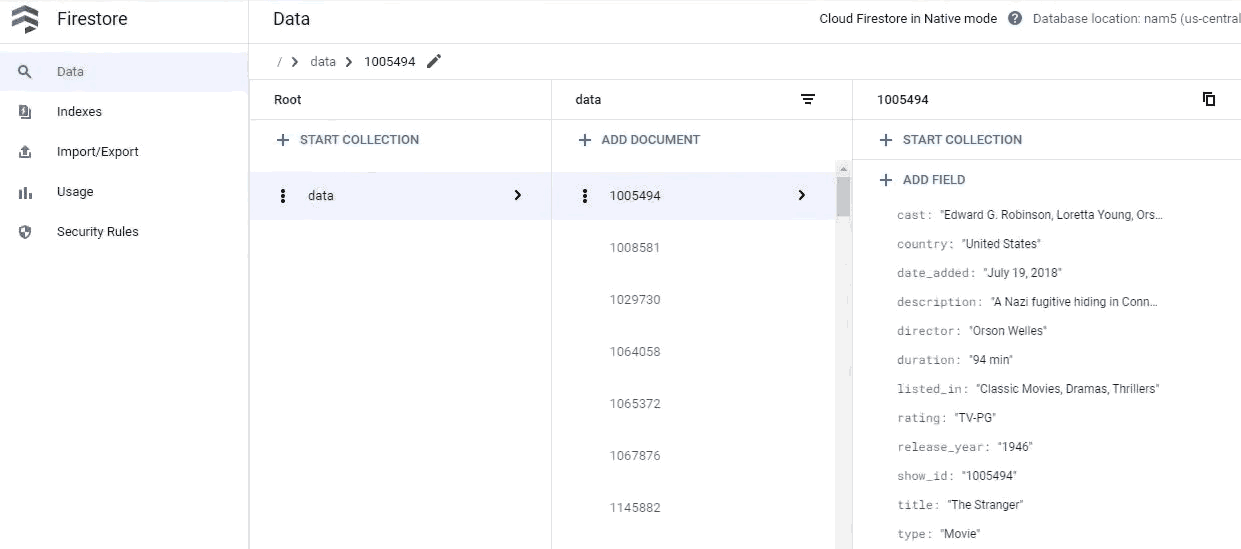 Firestore
Data
Cloud Firestore in Native mode
Database location: nam5 (us-central
Data
Indexes
Import/Export
Usage
Security Rules
/ > data > 1005494
Root
START COLLECTION
data
data
ADD DOCUMENT
1005494
1008581
1029730
1064058
1065372
1067876
1145882
1005494
START COLLECTION
ADD FIELD
cast: "Edward G. Robinson, Loretta Young, Ors...
country: "United States"
date_added: "July 19, 2018"
description: "A Nazi fugitive hiding in Conn...
director: "Orson Welles"
duration: "94 min"
listed_in: "Classic Movies, Dramas, Thrillers"
rating: "TV-PG"
release_year: "1946"
show_id: "1005494"
title: "The Stranger"
type: "Movie"